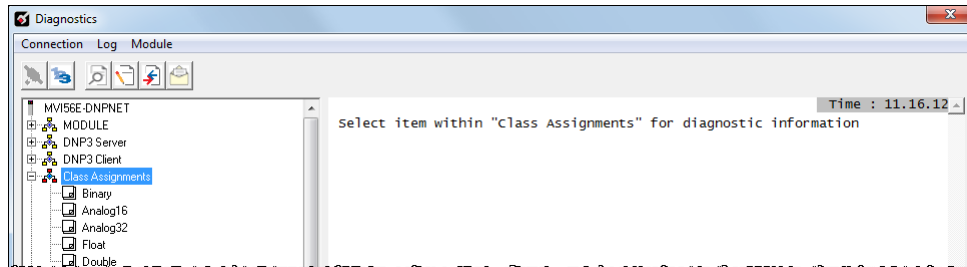 Diagnostics
Connection Log Module
MVI56E-DNPNET
MODULE
DNP3 Server
DNP3 Client
Class Assignments
Binary
Analog16
Analog32
Float
Double
Time : 11.16.12
Select item within "Class Assignments" for diagnostic information